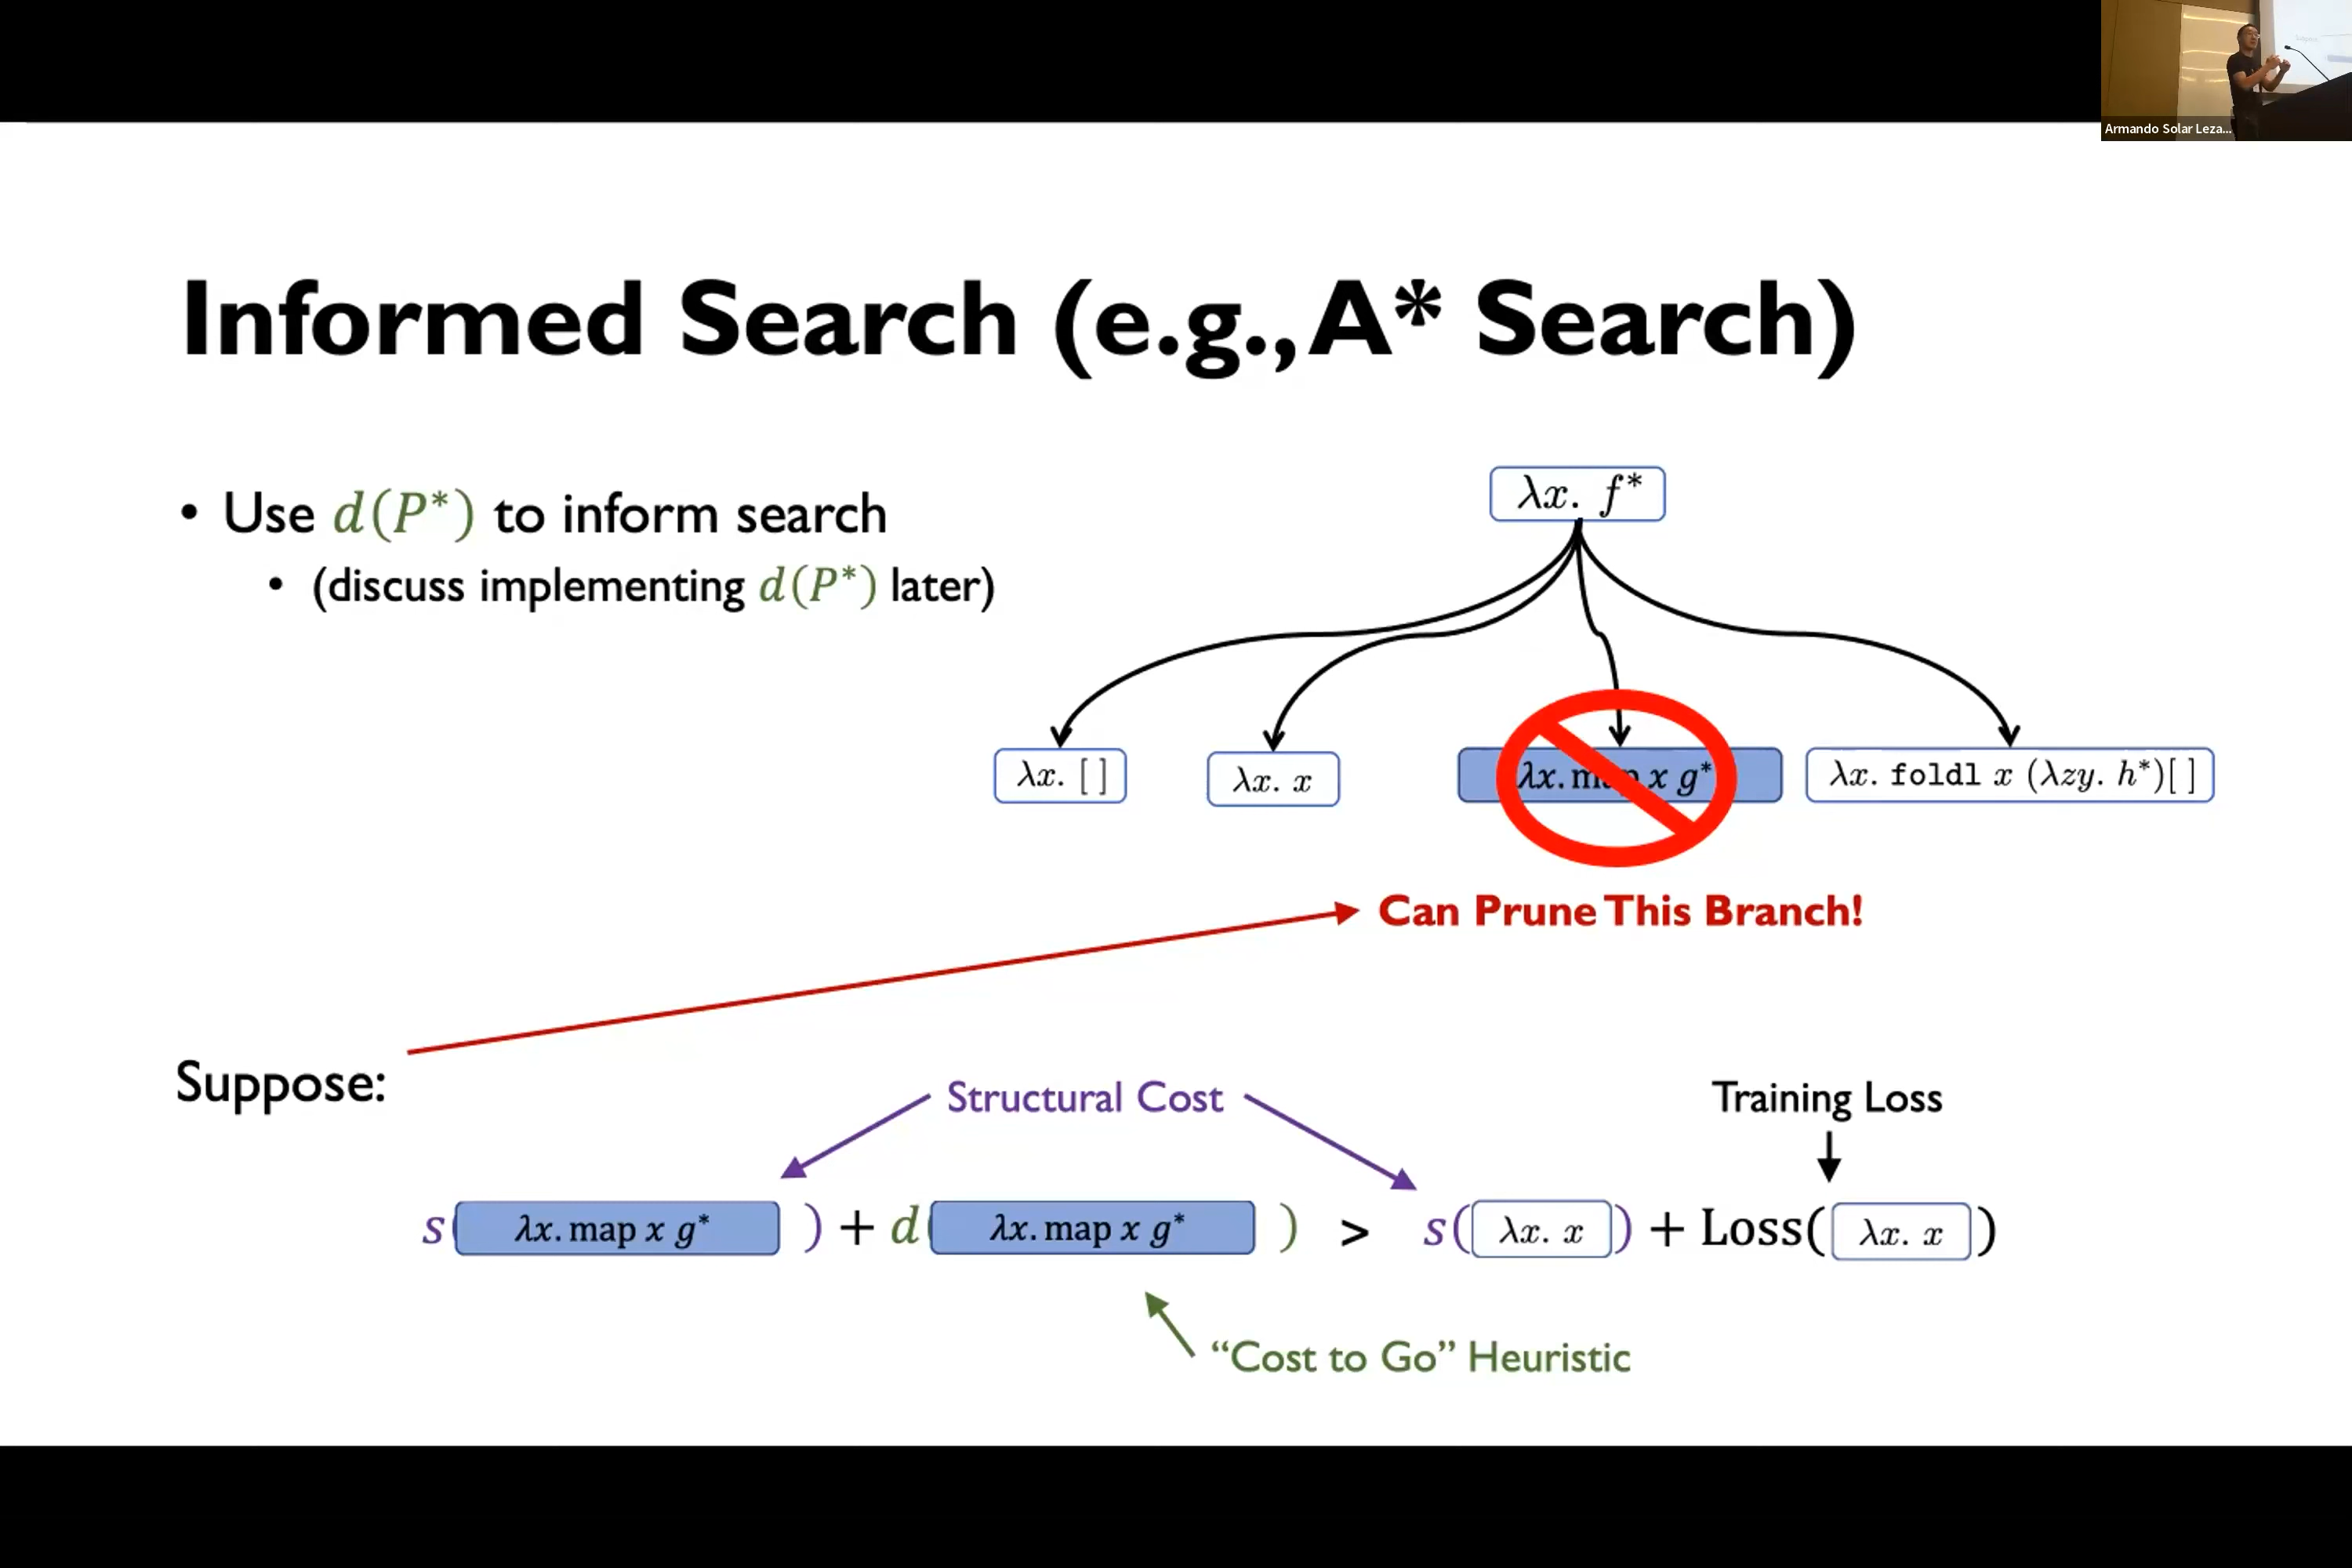 Armando Solar Leza...
Informed Search (e.g., A* Search)
• Use d(P*) to inform search
• (discuss implementing d(P*) later)
λx. f*
λx. [ ]
λx. x
λx. map x g*
λx. foldl x (λzy. h*)[ ]
Can Prune This Branch!
Suppose:
Structural Cost
Training Loss
s( λx. map x g* ) + d( λx. map x g* ) > s( λx. x ) + Loss( λx. x )
“Cost to Go” Heuristic